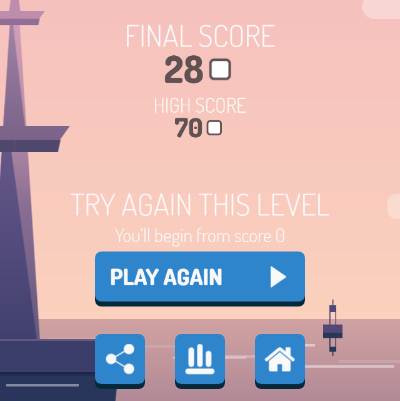 FINAL SCORE
28
HIGH SCORE
70
TRY AGAIN THIS LEVEL
You'll begin from score 0
PLAY AGAIN